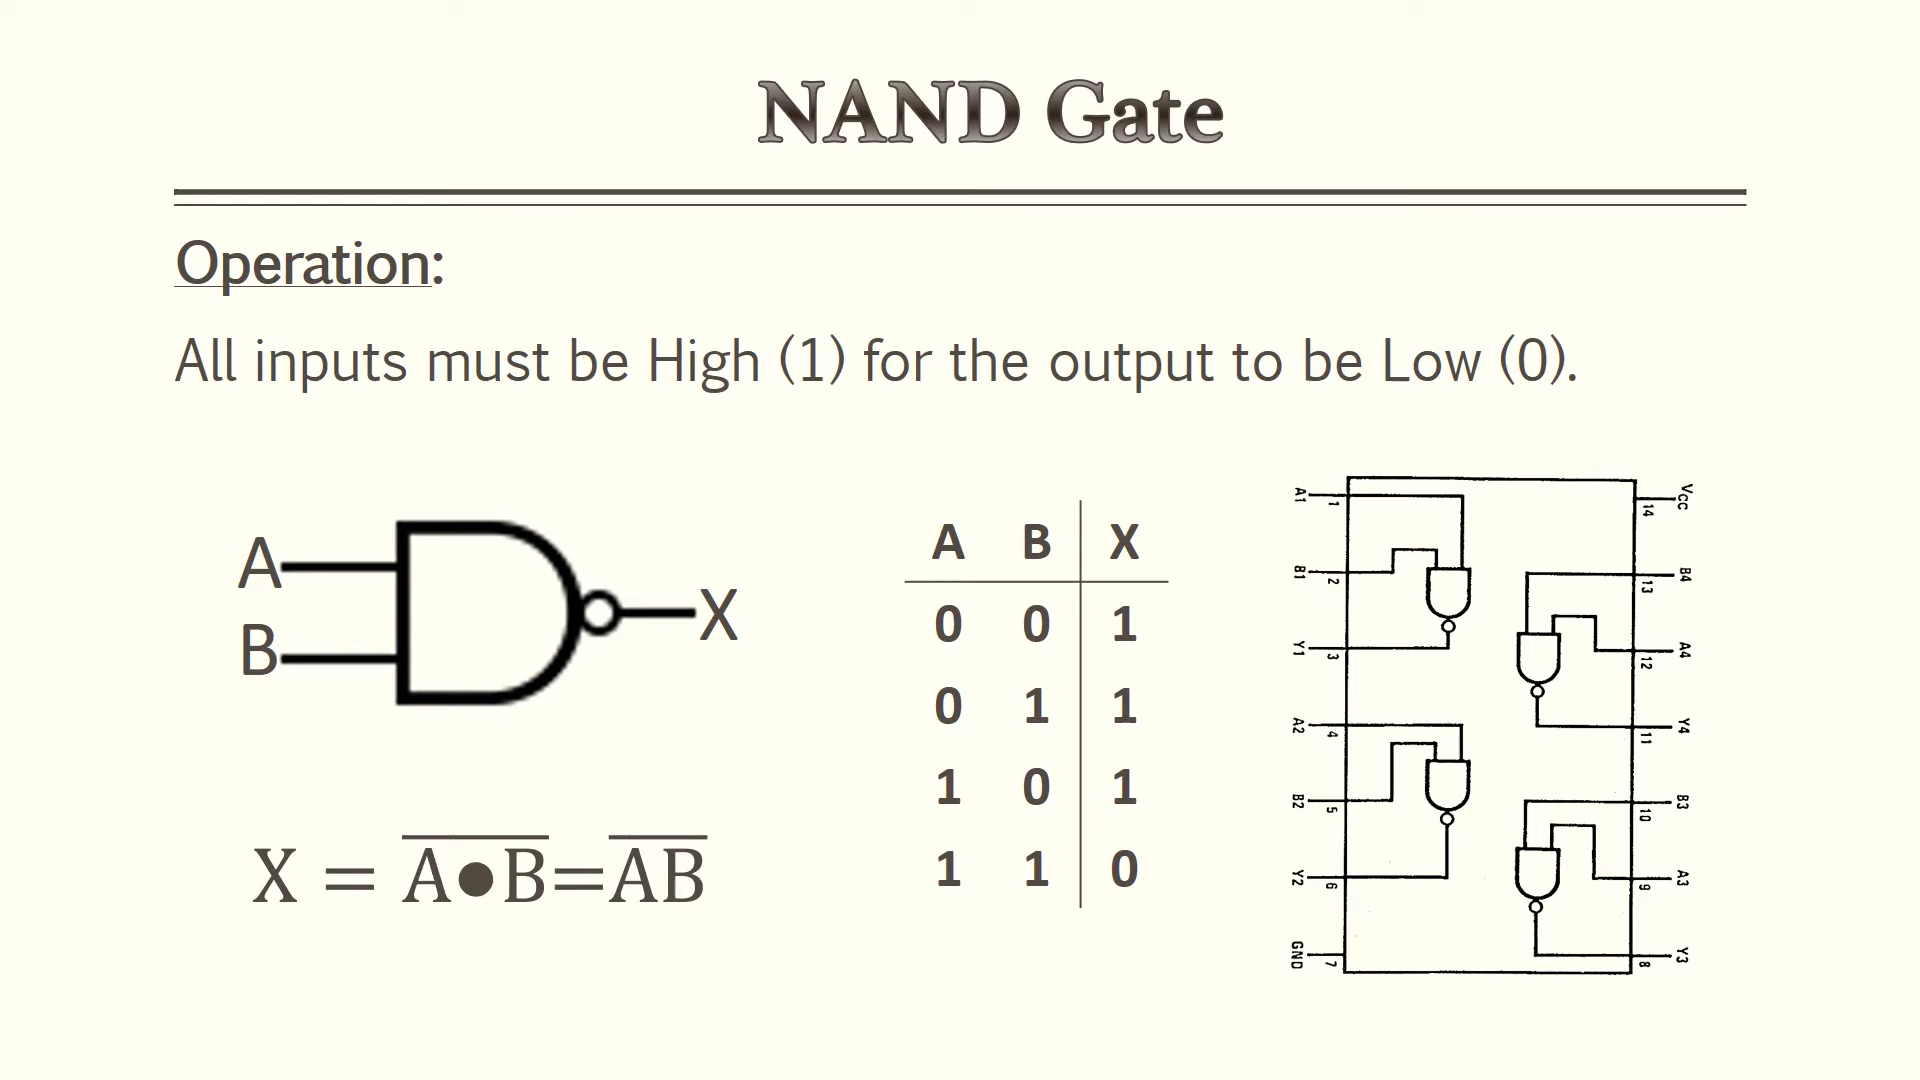 NAND Gate
Operation:
All inputs must be High (1) for the output to be Low (0).
A
B
X
X = \overline{A●B}=\overline{AB}
A B X
0 0 1
0 1 1
1 0 1
1 1 0
A1 1
B1 2
Y1 3
A2 4
B2 5
Y2 6
GND 7
14 Vcc
13 B4
12 A4
11 Y4
10 B3
9 A3
8 Y3